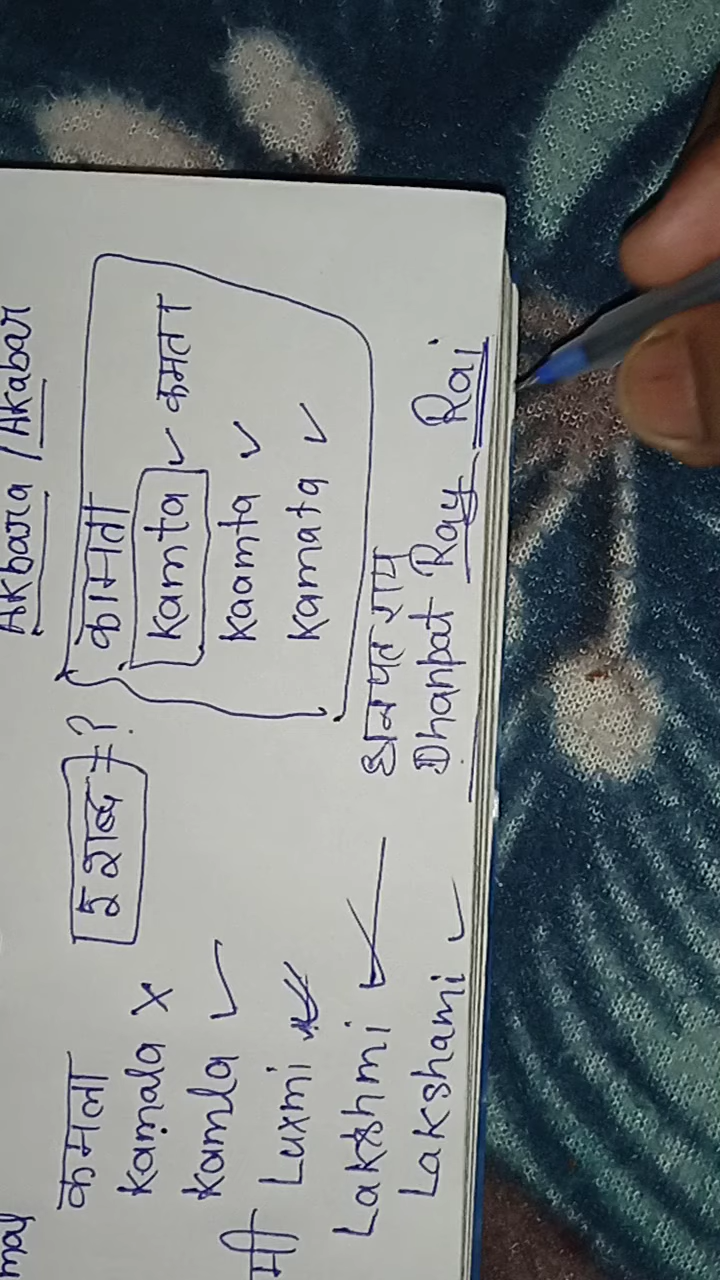 Akbara / Akabar
कमला
Kamala x
Kamla ✓
5 शब्द = ?
कामता
Kamta ✓ कमता
Kaamta ✓
Kamata ✓
मी Luxmi
Lakshmi ✓
Lakshami ✓
धनपत राय
Dhanpat Ray Rai